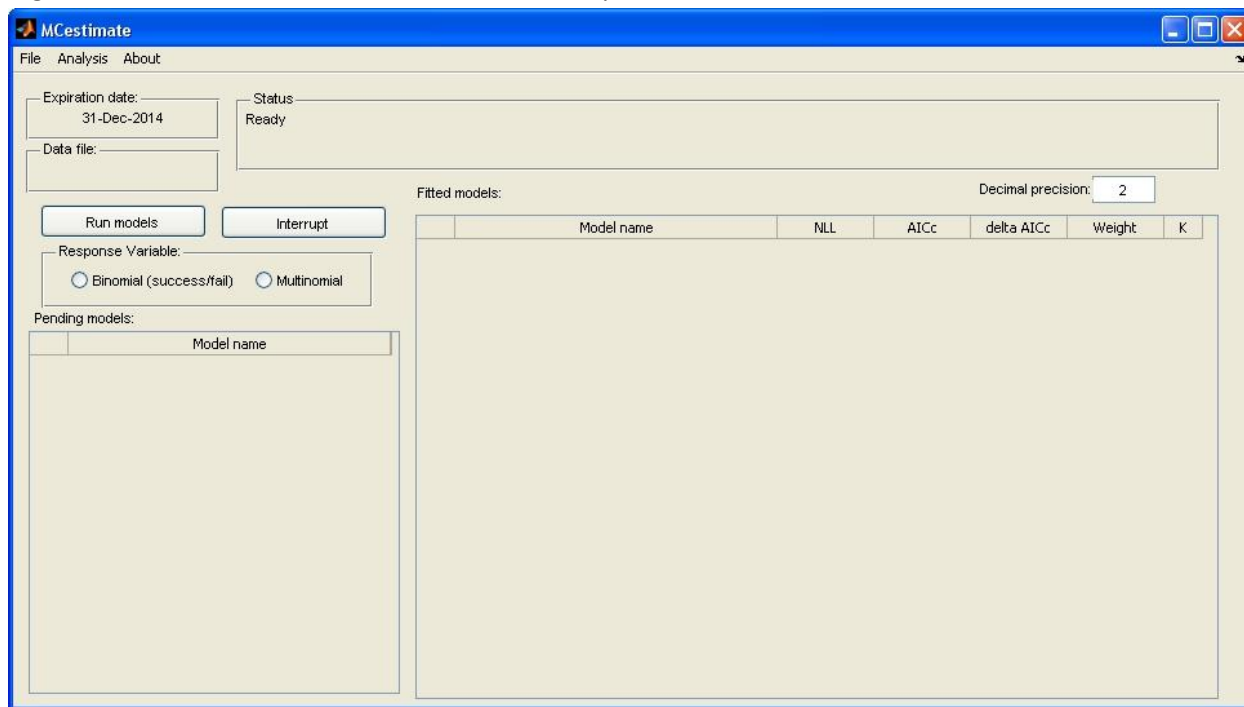 MCestimate
File Analysis About
Expiration date:
31-Dec-2014
Status
Ready
Data file:
Fitted models:
Decimal precision: 2
Run models Interrupt
Model name NLL AICc delta AICc Weight K
Response Variable:
Binomial (success/fail) Multinomial
Pending models:
Model name